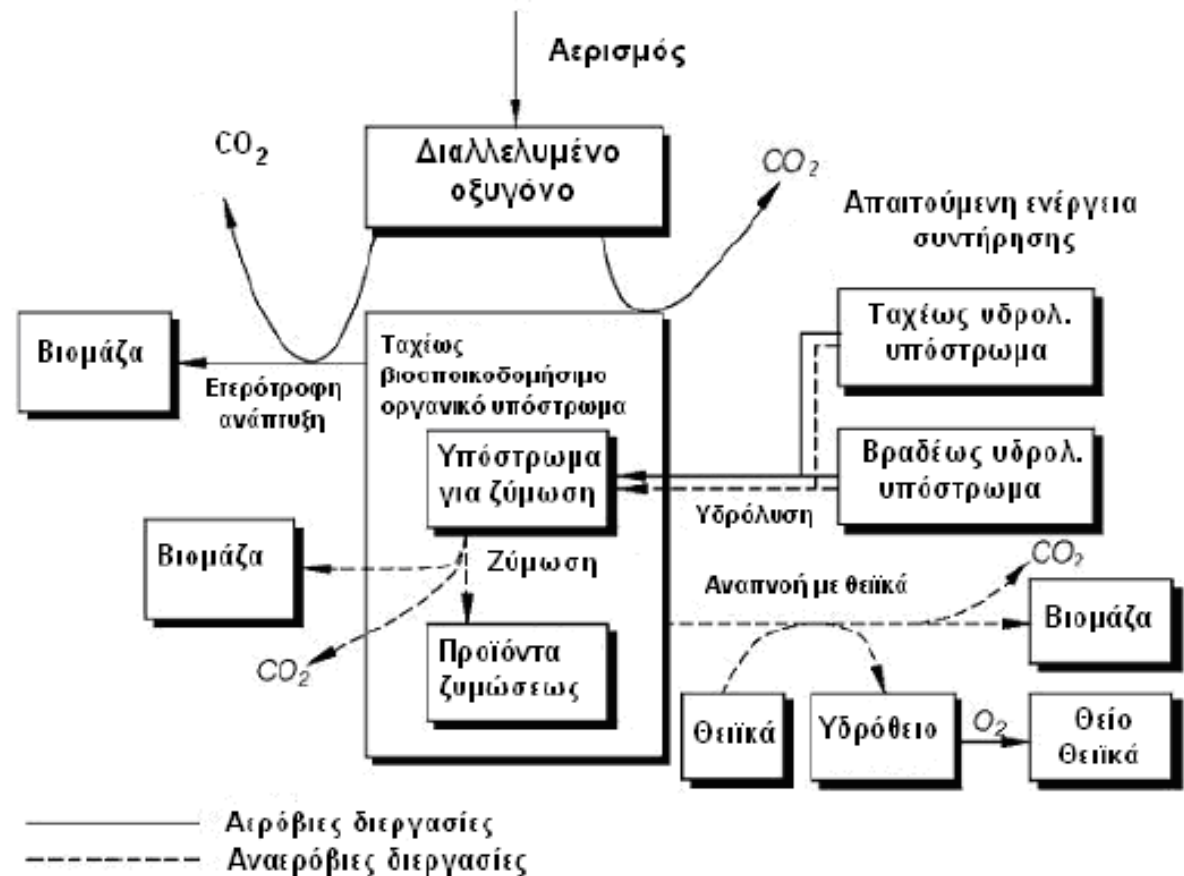 Αερισμός
CO2
Διαλλελυμένο
οξυγόνο
CO2
Απαιτούμενη ενέργεια
συντήρησης
Βιομάζα
Ετερότροφη
ανάπτυξη
Ταχέως
βιοαποικοδομήσιμο
οργανικό υπόστρωμα
Ταχέως υδρολ.
υπόστρωμα
Υπόστρωμα
για ζύμωση
Βραδέως υδρολ.
υπόστρωμα
Υδρόλυση
Βιομάζα
Ζύμωση
CO2
Προϊόντα
ζυμώσεως
Αναπνοή με θειϊκά
CO2
Βιομάζα
Θειϊκά
Υδρόθειο
O2
Θείο
Θειϊκά
Αερόβιες διεργασίες
Αναερόβιες διεργασίες